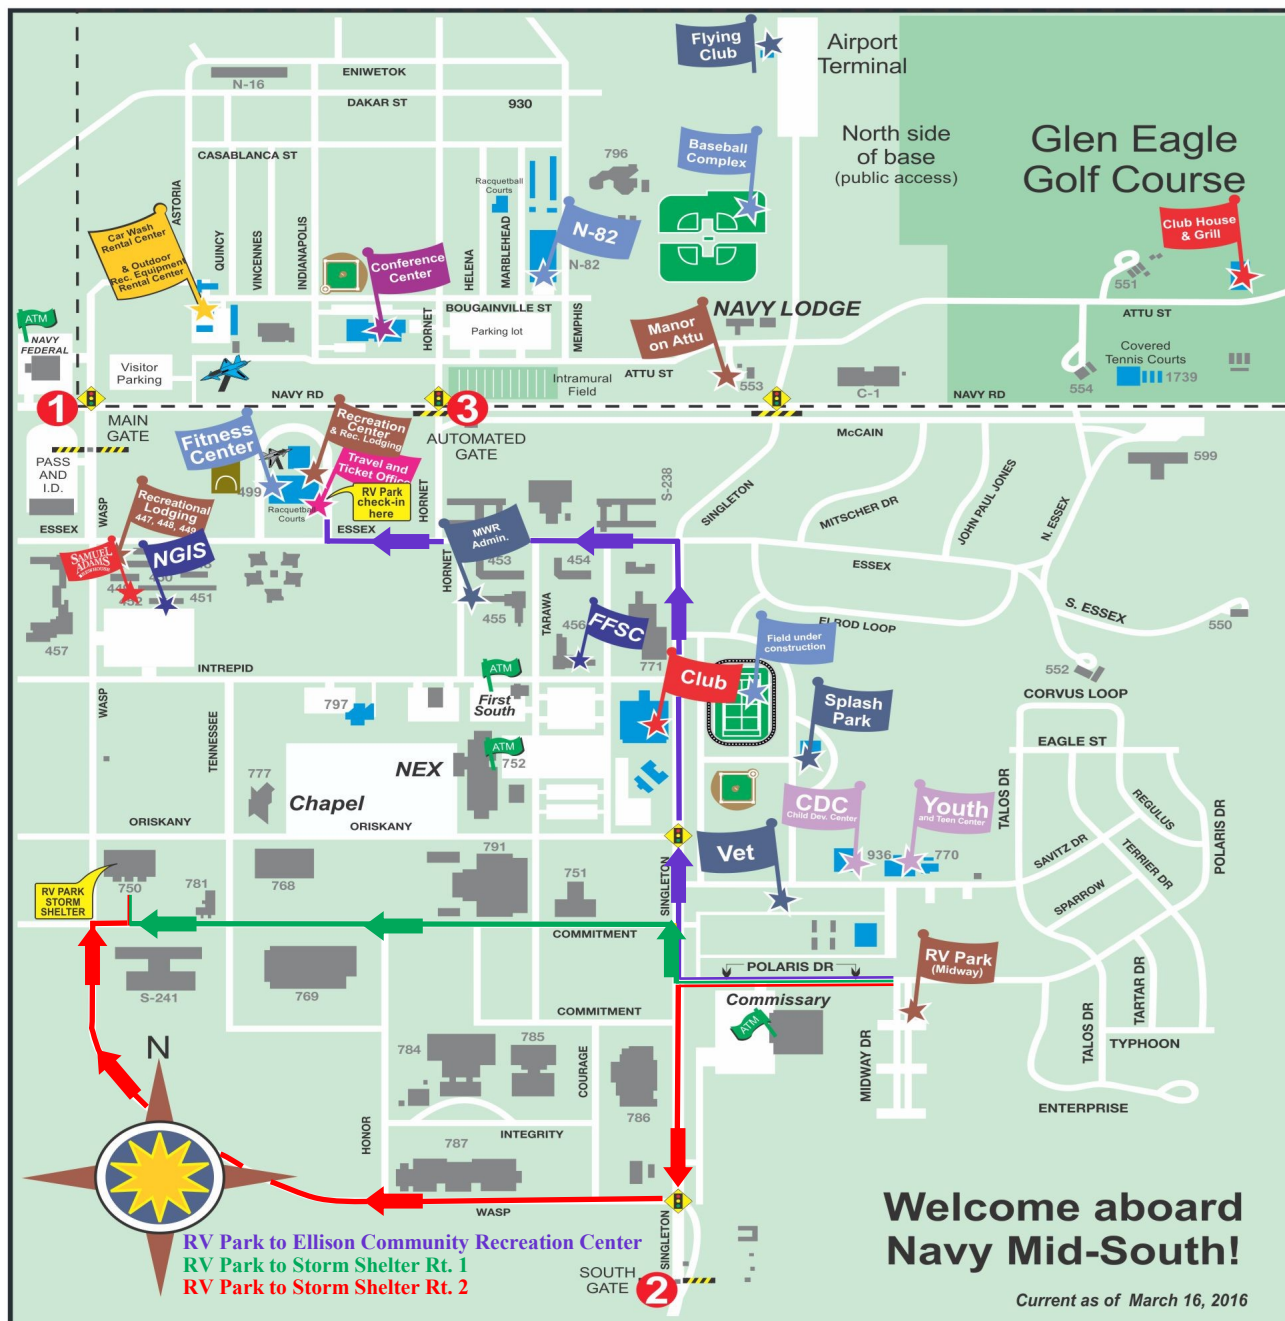 Flying
Club
Airport
Terminal
ENIWETOK
N-16
DAKAR ST
930
North side
of base
(public access)
Glen Eagle
Golf Course
Baseball
Complex
CASABLANCA ST
796
Racquetball
Courts
ASTORIA
QUINCY
VINCENNES
INDIANAPOLIS
HELENA
MARBLEHEAD
Car Wash
Rental Center
& Outdoor
Rec. Equipment
Rental Center
Conference
Center
N-82
N-82
Club House
& Grill
551
ATTU ST
BOUGAINVILLE ST
HORNET
MEMPHIS
Parking lot
NAVY LODGE
Manor
on Attu
ATM
NAVY
FEDERAL
Visitor
Parking
ATTU ST
Intramural
Field
553
C-1
Covered
Tennis Courts
554
1739
NAVY RD
NAVY RD
1
MAIN
GATE
3
AUTOMATED
GATE
McCAIN
Fitness
Center
Recreation
Center
& Rec. Lodging
Travel and
Ticket Office
RV Park
check-in
here
PASS
AND
I.D.
499
Racquetball
Courts
HORNET
S-238
SINGLETON
MITSCHER DR
JOHN PAUL JONES
N. ESSEX
599
Recreational
Lodging
447, 448, 449
WASP
ESSEX
ESSEX
MWR
Admin.
SAMUEL
ADAMS
BREWHOUSE
NGIS
451
457
453
454
HORNET
455
TARAWA
456
FFSC
771
ESSEX
ELROD LOOP
S. ESSEX
550
Field under
construction
552
INTREPID
ATM
First
South
Club
Splash
Park
CORVUS LOOP
EAGLE ST
WASP
TENNESSEE
797
ATM
752
NEX
777
Chapel
ORISKANY
ORISKANY
CDC
Child Dev. Center
Youth
and Teen Center
TALOS DR
REGULUS
POLARIS DR
SAVITZ DR
TERRIER DR
SPARROW
936
770
Vet
SINGLETON
RV PARK
STORM
SHELTER
750
781
768
791
751
COMMITMENT
POLARIS DR
RV Park
(Midway)
S-241
769
Commissary
ATM
COMMITMENT
TALOS DR
TARTAR DR
TYPHOON
MIDWAY DR
ENTERPRISE
N
784
785
COURAGE
786
HONOR
INTEGRITY
787
WASP
SINGLETON
SOUTH
GATE
2
RV Park to Ellison Community Recreation Center
RV Park to Storm Shelter Rt. 1
RV Park to Storm Shelter Rt. 2
Welcome aboard
Navy Mid-South!
Current as of March 16, 2016